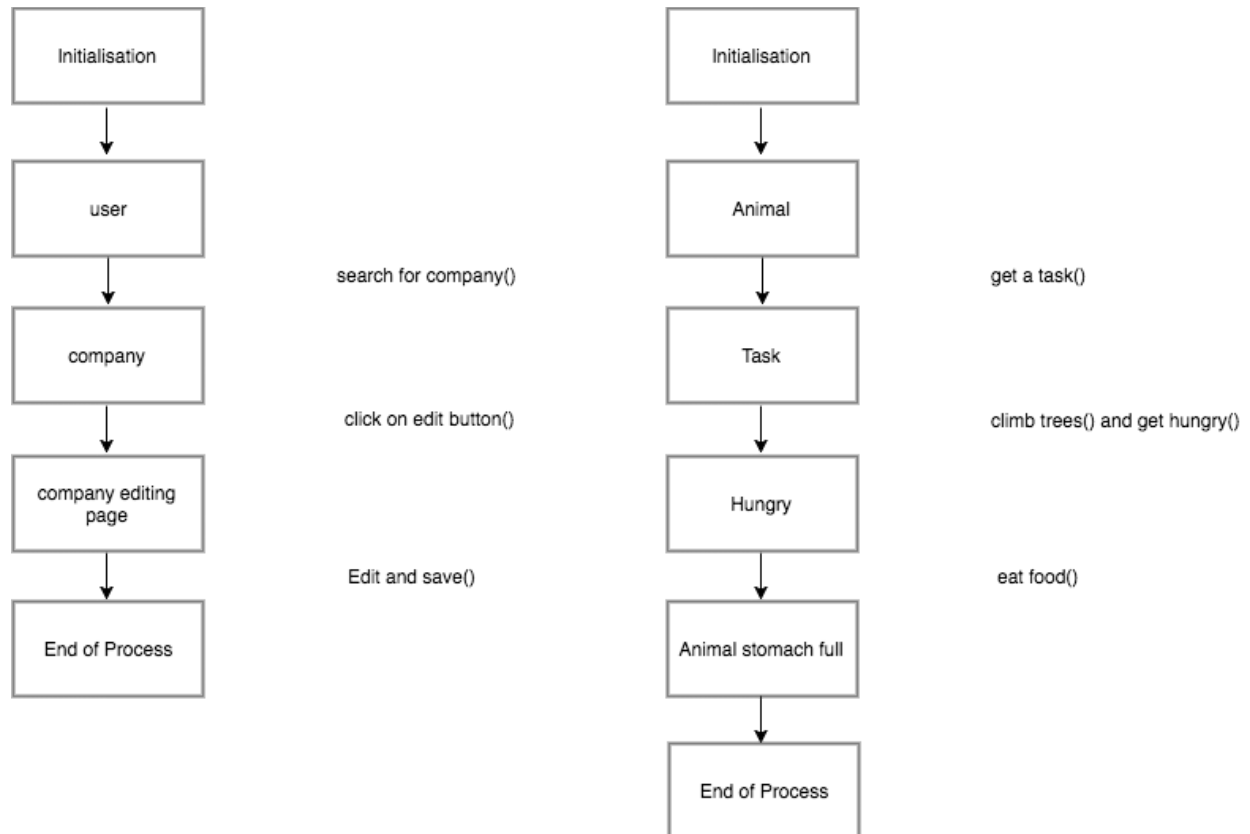 Initialisation
user
search for company()
company
click on edit button()
company editing
page
Edit and save()
End of Process
Initialisation
Animal
get a task()
Task
climb trees() and get hungry()
Hungry
eat food()
Animal stomach full
End of Process